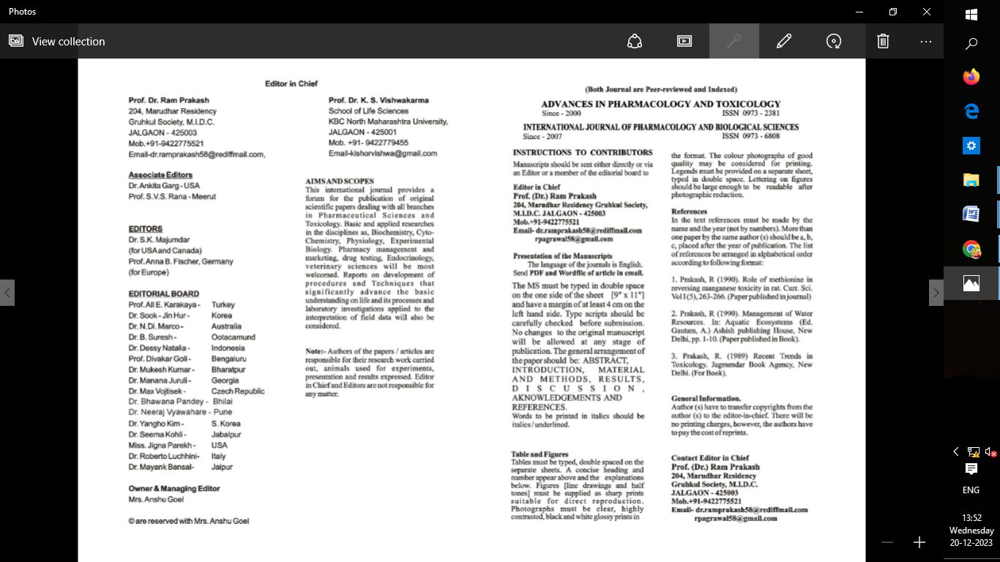 Photos
View collection
Editor in Chief
Prof. Dr. Ram Prakash
204, Marudhar Residency
Gruhkul Society, M.I.D.C.
JALGAON - 425003
Mob.+91-9422775521
Email-dr.ramprakash58@rediffmail.com,
Prof. Dr. K. S. Vishwakarma
School of Life Sciences
KBC North Maharashtra University,
JALGAON - 425001
Mob. +91- 9422779455
Email-kishorvishwa@gmail.com
Associate Editors
Dr. Ankita Garg - USA
Prof. S.V.S. Rana - Meerut
EDITORS
Dr. S.K. Majumdar
(for USA and Canada)
Prof. Anna B. Fischer, Germany
(for Europe)
EDITORIAL BOARD
Prof. Ali E. Karakaya - Turkey
Dr. Sook - Jin Hur - Korea
Dr. N.Di. Marco - Australia
Dr. B. Suresh - Ootacamund
Dr. Dessy Natalia - Indonesia
Prof. Divakar Goli - Bengaluru
Dr. Mukesh Kumar - Bharatpur
Dr. Manana Juruli - Georgia
Dr. Max Vojtisek - Czech Republic
Dr. Bhawana Pandey - Bhilai
Dr. Neeraj Vyawahare - Pune
Dr. Yangho Kim - S. Korea
Dr. Seema Kohli - Jabalpur
Miss. Jigna Parekh - USA
Dr. Roberto Luchhini- Italy
Dr. Mayank Bansal- Jaipur
Owner & Managing Editor
Mrs. Anshu Goel
© are reserved with Mrs. Anshu Goel
AIMS AND SCOPES
This international journal provides a
forum for the publication of original
scientific papers dealing with all branches
in Pharmaceutical Sciences and
Toxicology. Basic and applied researches
in the disciplines as, Biochemistry, Cyto-
Chemistry, Physiology, Experimental
Biology. Pharmacy management and
marketing, drug testing, Endocrinology,
veterinary sciences will be most
welcomed. Reports on development of
procedures and Techniques that
significantly advance the basic
understanding on life and its processes and
laboratory investigations applied to the
interpretation of field data will also be
considered.
Note:- Authors of the papers / articles are
responsible for their research work carried
out, animals used for experiments,
presentation and results expressed. Editor
in Chief and Editors are not responsible for
any matter.
(Both Journal are Peer-reviewed and Indexed)
ADVANCES IN PHARMACOLOGY AND TOXICOLOGY
Since - 2000 ISSN 0973 - 2381
INTERNATIONAL JOURNAL OF PHARMACOLOGY AND BIOLOGICAL SCIENCES
Since - 2007 ISSN 0973 - 6808
INSTRUCTIONS TO CONTRIBUTORS
Manuscripts should be sent either directly or via
an Editor or a member of the editorial board to
Editor in Chief
Prof. (Dr.) Ram Prakash
204, Marudhar Residency Gruhkul Society,
M.I.D.C. JALGAON - 425003
Mob.+91-9422775521
Email- dr.ramprakash58@rediffmail.com
rpagrawal58@gmail.com
Presentation of the Manuscripts
The language of the journals is English.
Send PDF and Wordfile of article in email.
The MS must be typed in double space
on the one side of the sheet [9" x 11"]
and have a margin of at least 4 cm on the
left hand side. Type scripts should be
carefully checked before submission.
No changes to the original manuscript
will be allowed at any stage of
publication. The general arrangement of
the paper should be: ABSTRACT,
INTRODUCTION, MATERIAL
AND METHODS, RESULTS,
D I S C U S S I O N ,
AKNOWLEDGEMENTS AND
REFERENCES.
Words to be printed in italics should be
italics / underlined.
Table and Figures
Tables must be typed, double spaced on the
separate sheets. A concise heading and
number appear above and the explanations
below. Figures [line drawings and half
tones] must be supplied as sharp prints
suitable for direct reproduction.
Photographs must be clear, highly
contrasted, black and white glossy prints in
the format. The colour photographs of good
quality may be considered for printing.
Legends must be provided on a separate sheet,
typed in double space. Lettering on figures
should be large enough to be readable after
photographic reduction.
References
In the text references must be made by the
name and the year (not by numbers). More than
one paper by the same author (s) should be a, b,
c, placed after the year of publication. The list
of references be arranged in alphabetical order
according to following format:
1. Prakash, R (1990). Role of methionine in
reversing manganese toxicity in rat. Curr. Sci.
Vol I (5), 263-266. (Paper published in journal)
2. Prakash, R (1990). Management of Water
Resources. In: Aquatic Ecosystems (Ed.
Gautam, A.) Ashish publishing House, New
Delhi, pp. 1-10. (Paper published in Book).
3. Prakash, R. (1989) Recent Trends in
Toxicology. Jagmendar Book Agency, New
Delhi. (For Book).
General Information.
Author (s) have to transfer copyrights from the
author (s) to the editor-in-chief. There will be
no printing charges, however, the authors have
to pay the cost of reprints.
Contact Editor in Chief
Prof. (Dr.) Ram Prakash
204, Marudhar Residency
Gruhkul Society, M.I.D.C.
JALGAON - 425003
Mob.+91-9422775521
Email- dr.ramprakash58@rediffmail.com
rpagrawal58@gmail.com
ENG
13:52
Wednesday
20-12-2023